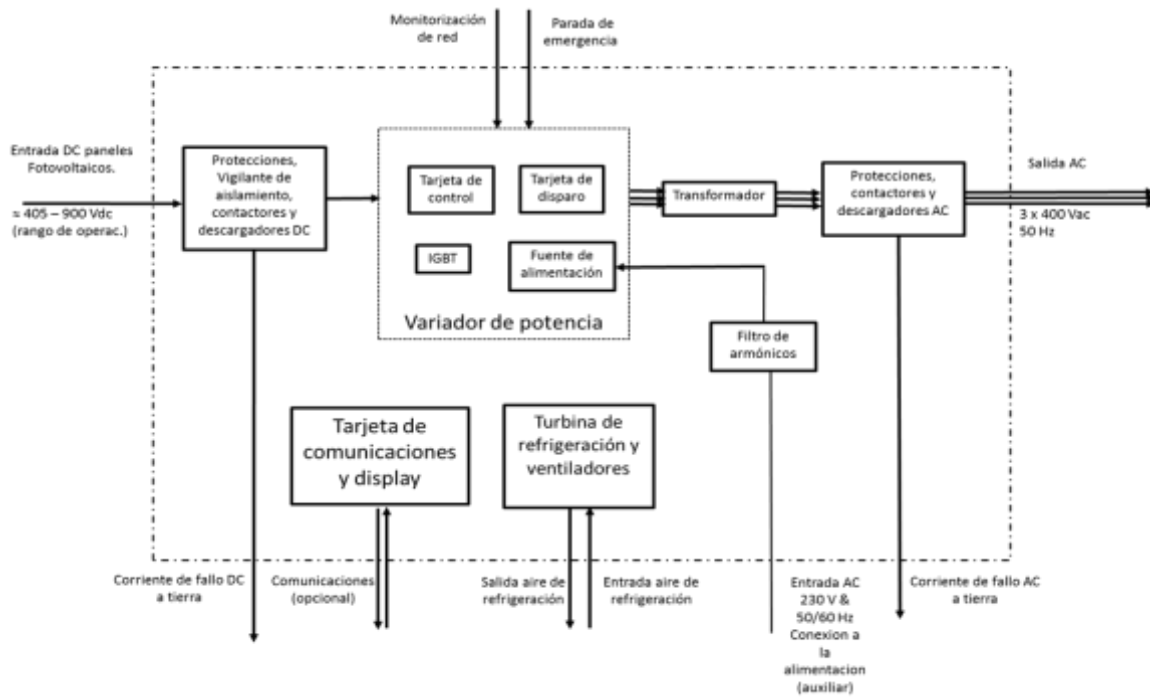 Monitorización
de red
Parada de
emergencia
Entrada DC paneles
Fotovoltaicos.
≈ 405 – 900 Vdc
(rango de operac.)
Protecciones,
Vigilante de
aislamiento,
contactores y
descargadores DC
Tarjeta de
control
Tarjeta de
disparo
IGBT
Fuente de
alimentación
Variador de potencia
Transformador
Protecciones,
contactores y
descargadores AC
Salida AC
3 x 400 Vac
50 Hz
Filtro de
armónicos
Tarjeta de
comunicaciones
y display
Turbina de
refrigeración y
ventiladores
Corriente de fallo DC
a tierra
Comunicaciones
(opcional)
Salida aire de
refrigeración
Entrada aire de
refrigeración
Entrada AC
230 V &
50/60 Hz
Conexion a
la
alimentacion
(auxiliar)
Corriente de fallo AC
a tierra